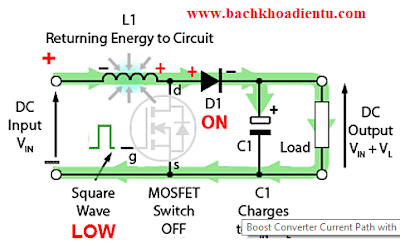 www.bachkhoadientu.com
L1
Returning Energy to Circuit
+
−
+
+
−
DC
Input
VIN
d
D1
ON
+
C1
Load
DC
Output
VIN + VL
g
s
Square
Wave
LOW
MOSFET
Switch
OFF
C1
Charges
Boost Converter Current Path with